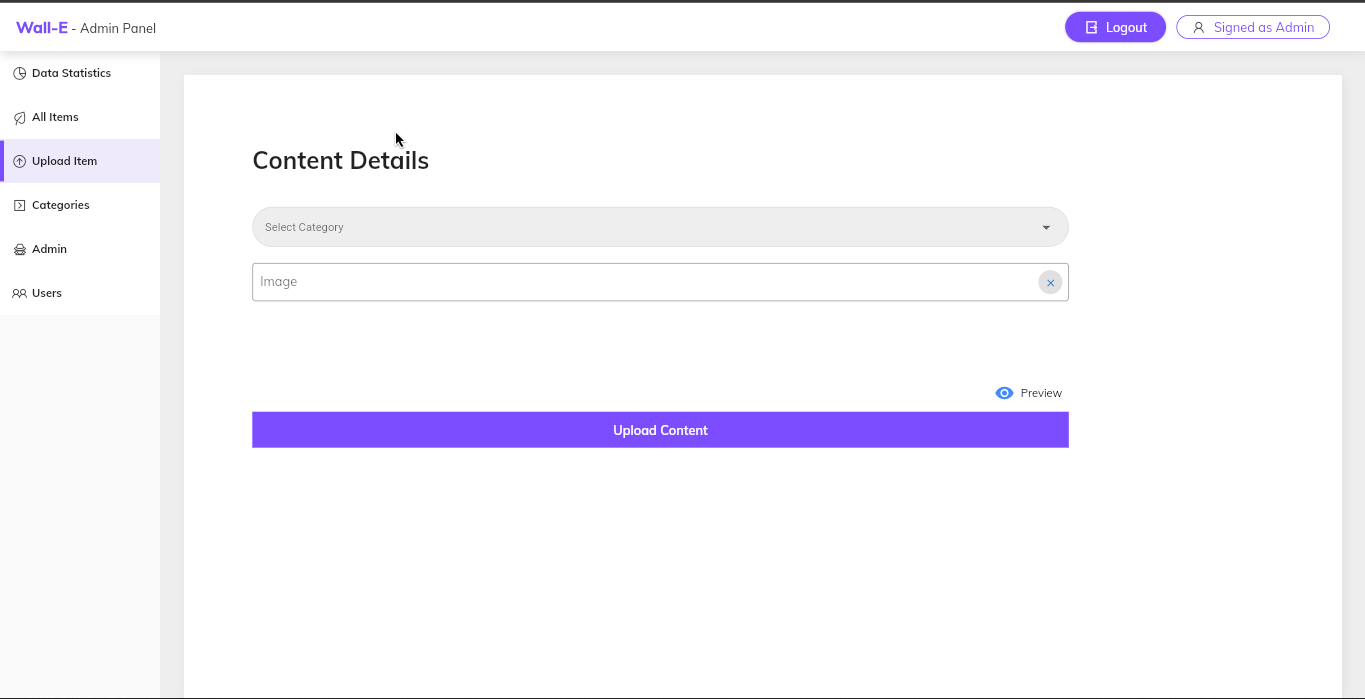 Wall-E - Admin Panel
Logout
Signed as Admin
Data Statistics
All Items
Upload Item
Categories
Admin
Users
Content Details
Select Category
Image
Preview
Upload Content